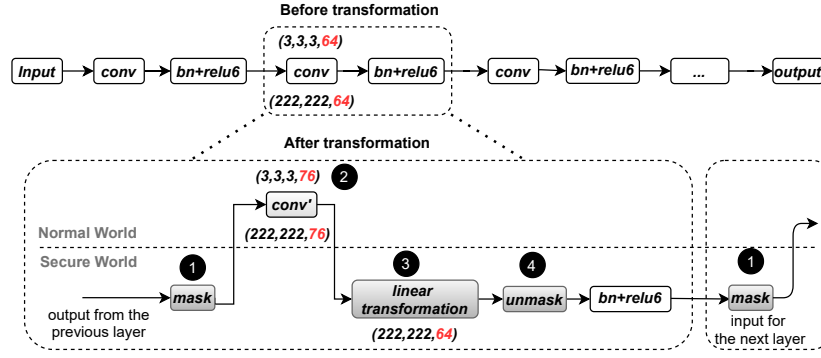 Before transformation
(3,3,3,64)
Input
conv
bn+relu6
conv
bn+relu6
conv
bn+relu6
...
output
(222,222,64)
After transformation
(3,3,3,76)
2
conv'
(222,222,76)
Normal World
Secure World
1
3
4
1
mask
linear
transformation
unmask
bn+relu6
mask
output from the
previous layer
(222,222,64)
input for
the next layer